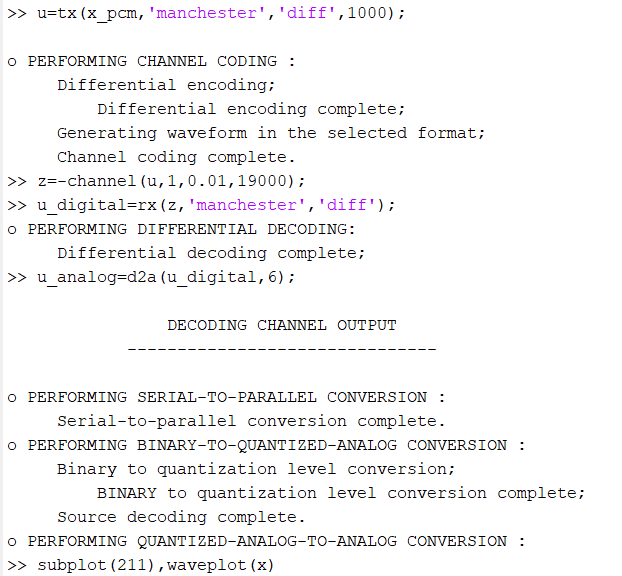 >> u=tx(x_pcm,'manchester','diff',1000);
o PERFORMING CHANNEL CODING :
Differential encoding;
Differential encoding complete;
Generating waveform in the selected format;
Channel coding complete.
>> z=-channel(u,1,0.01,19000);
>> u_digital=rx(z,'manchester','diff');
o PERFORMING DIFFERENTIAL DECODING:
Differential decoding complete;
>> u_analog=d2a(u_digital,6);
DECODING CHANNEL OUTPUT
-------------------------------
o PERFORMING SERIAL-TO-PARALLEL CONVERSION :
Serial-to-parallel conversion complete.
o PERFORMING BINARY-TO-QUANTIZED-ANALOG CONVERSION :
Binary to quantization level conversion;
BINARY to quantization level conversion complete;
Source decoding complete.
o PERFORMING QUANTIZED-ANALOG-TO-ANALOG CONVERSION :
>> subplot(211),waveplot(x)